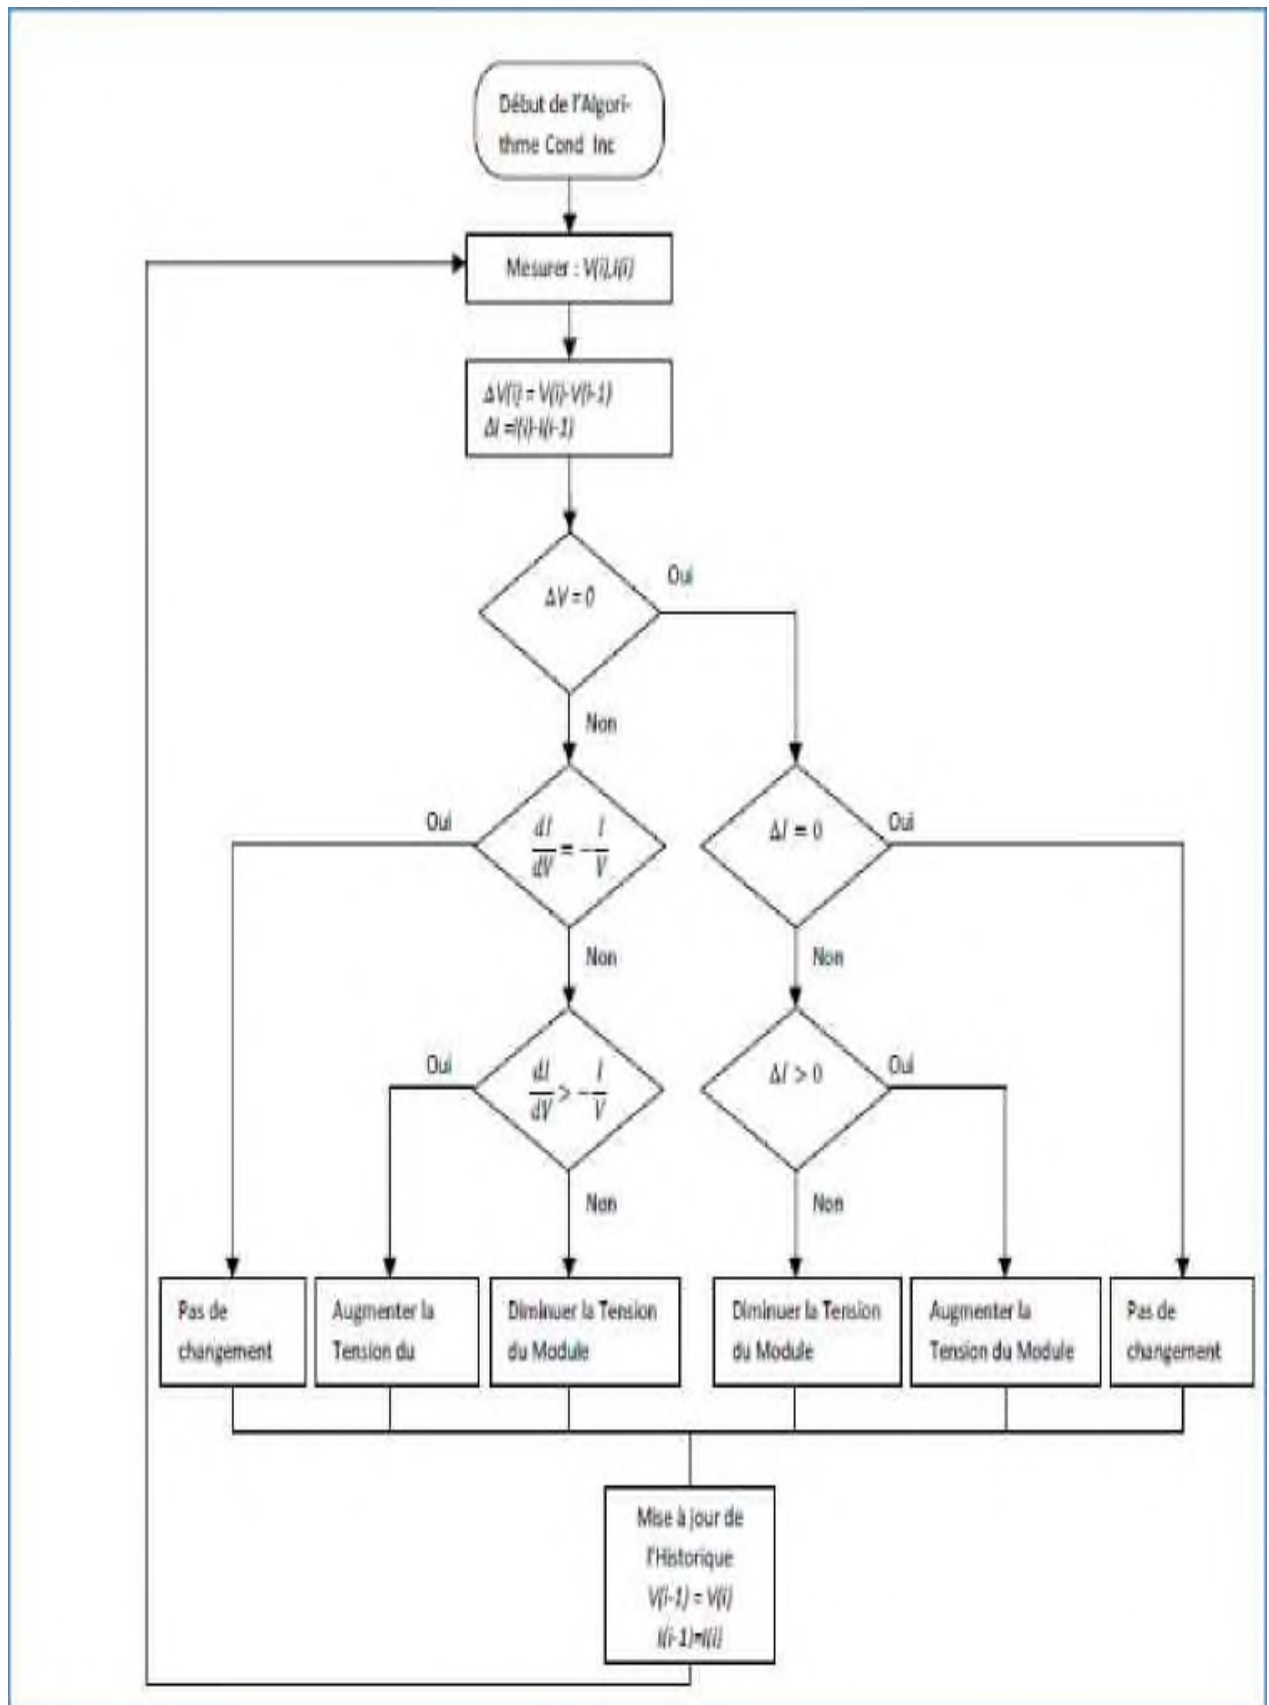 Début de l'Algori-
thme Cond Inc
Mesurer : V(i),I(i)
ΔV(i) = V(i)-V(i-1)
ΔI =I(i)-I(i-1)
ΔV = 0
Oui
Non
Oui
dI/dV = - I/V
ΔI = 0
Oui
Non
Non
Oui
dI/dV > - I/V
ΔI > 0
Oui
Non
Non
Pas de
changement
Augmenter la
Tension du
Diminuer la Tension
du Module
Diminuer la Tension
du Module
Augmenter la
Tension du Module
Pas de
changement
Mise à jour de
l'Historique
V(i-1) = V(i)
I(i-1)=I(i)